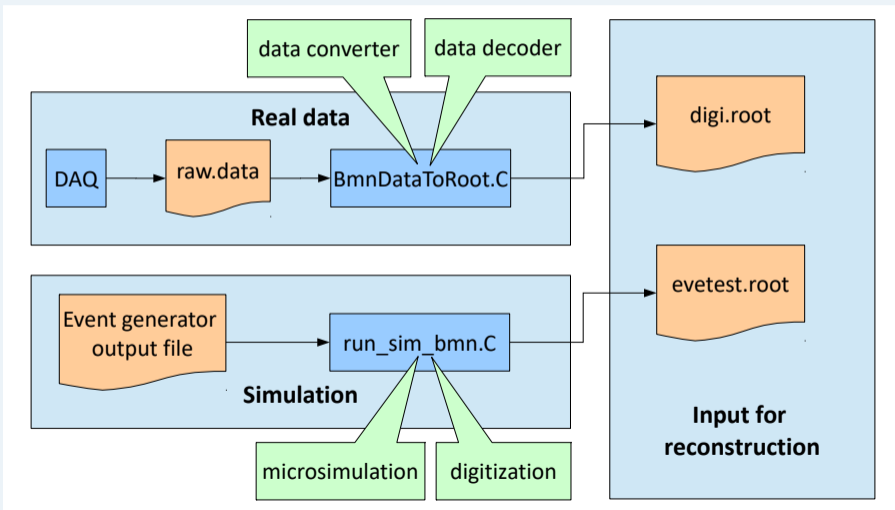 data converter
data decoder
Real data
DAQ
raw.data
BmnDataToRoot.C
digi.root
Event generator
output file
run_sim_bmn.C
evetest.root
Simulation
microsimulation
digitization
Input for
reconstruction